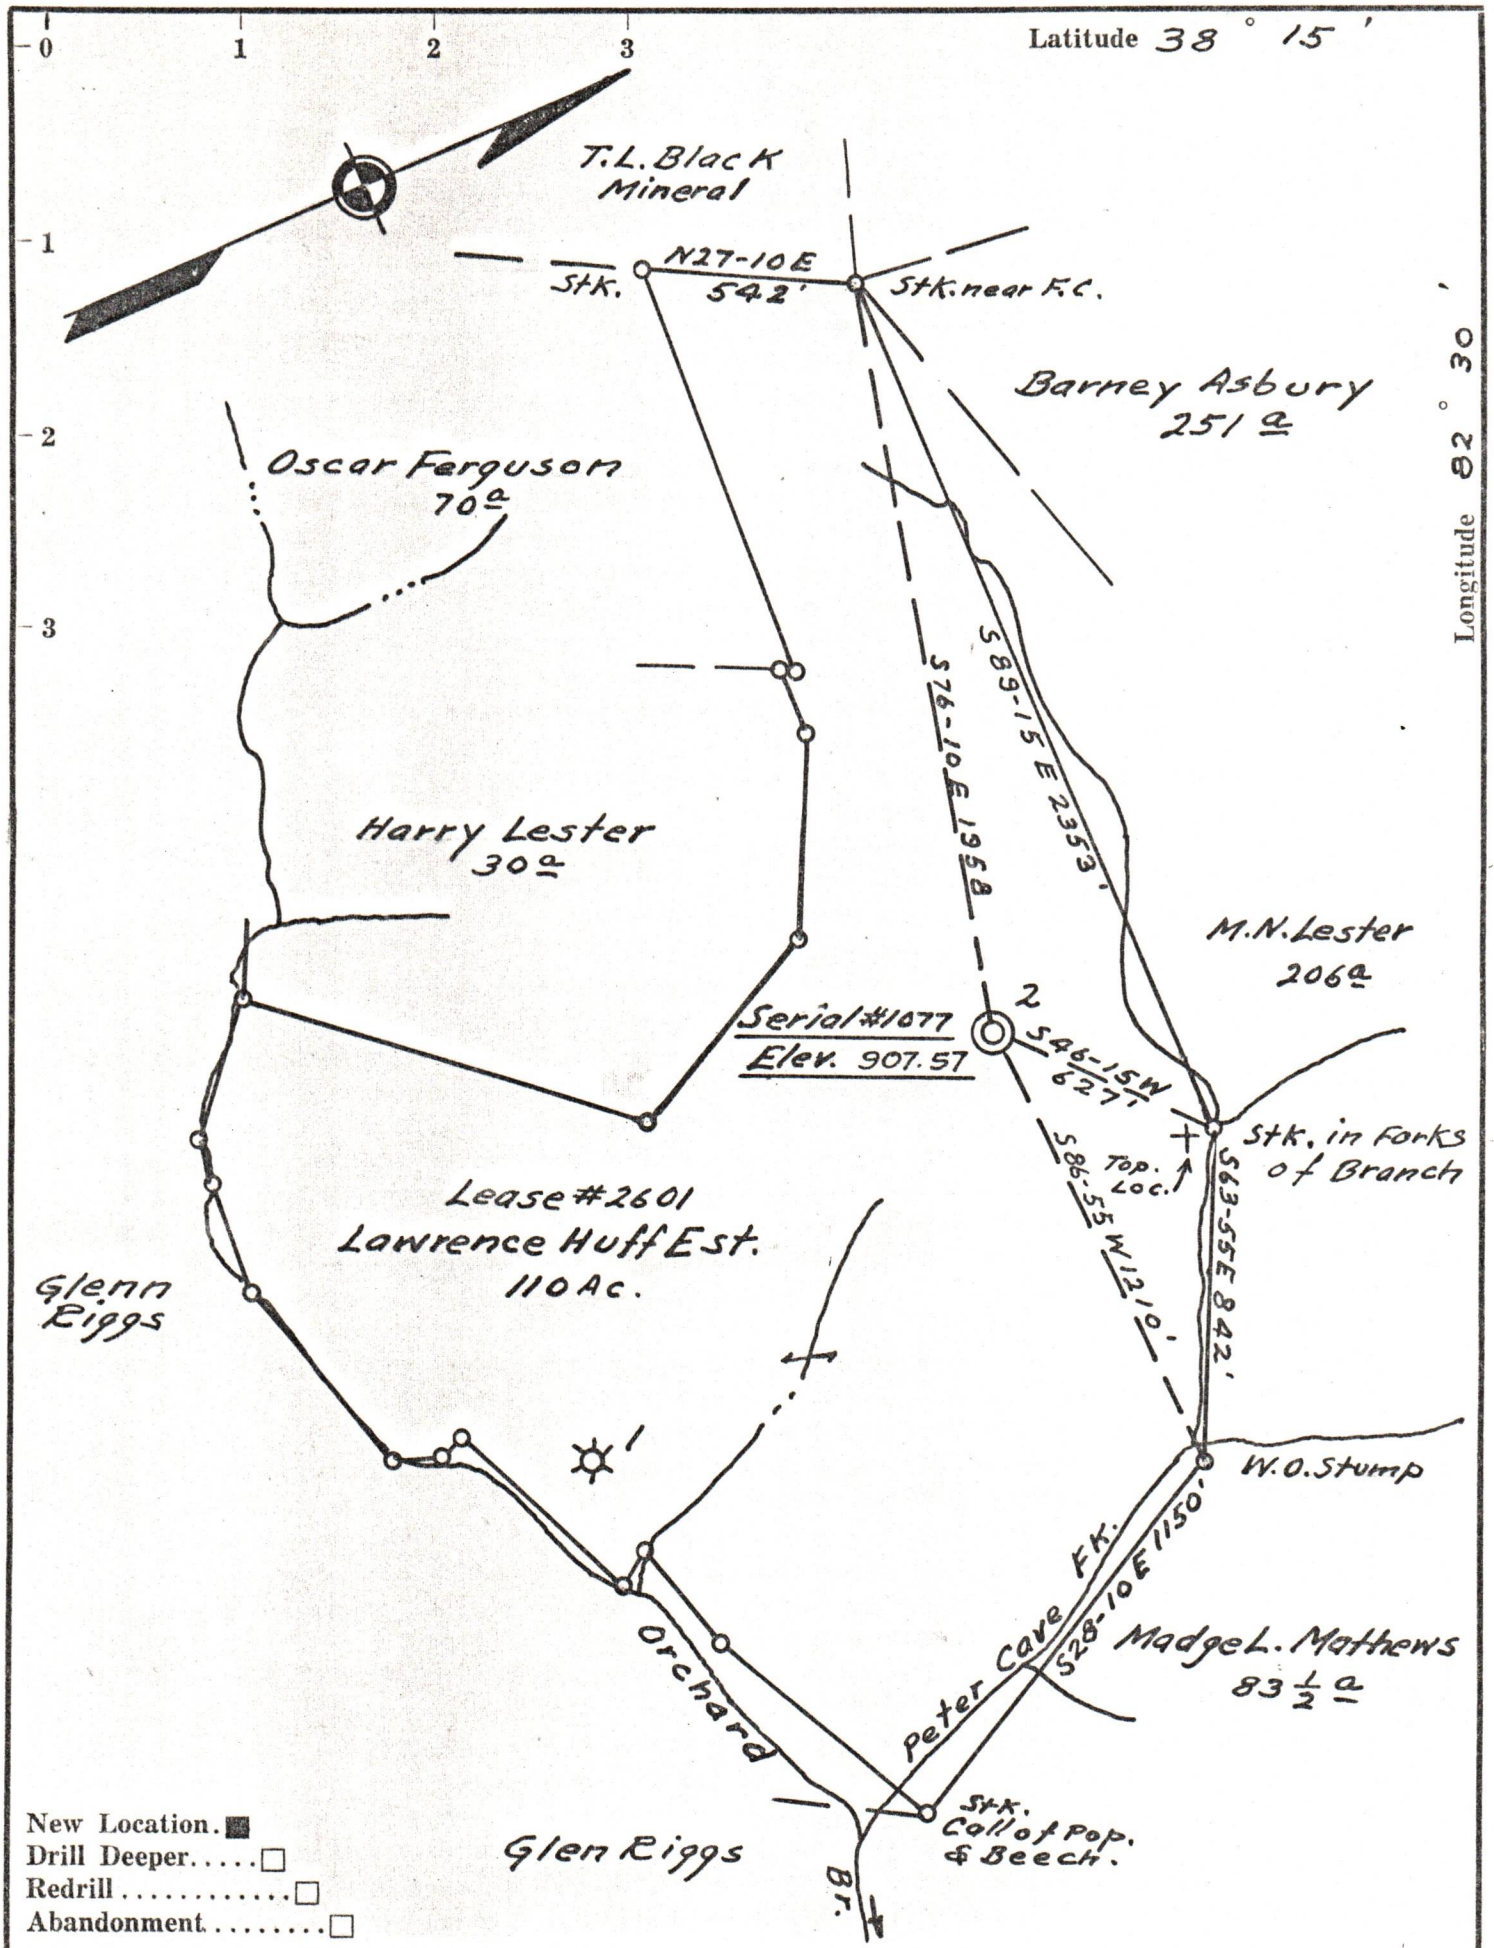 0 1 2 3
Latitude 38 ° 15 '
1
2
3
Longitude 82 ° 30 '
T.L. Black
Mineral
N27-10E
542'
Stk.
Stk. near F.C.
Barney Asbury
251 a
Oscar Ferguson
70 a
S 89-15 E 2353'
S76-10E 1958
Harry Lester
30 a
M.N. Lester
206 a
2
Serial #1077
Elev. 907.57
S46-15W
627'
Stk. in Forks
of Branch
Top.
Loc.
S86-55W 1210'
S63-55E 842'
Lease #2601
Lawrence Huff Est.
110 Ac.
Glenn
Riggs
1
W.O. Stump
S28-10E 1150'
Peter Cave FK.
Madge L. Mathews
83 1/2 a
Orchard
Br.
Stk.
Call of Pop.
& Beech.
Glen Riggs
New Location.
Drill Deeper.....
Redrill ............
Abandonment.........